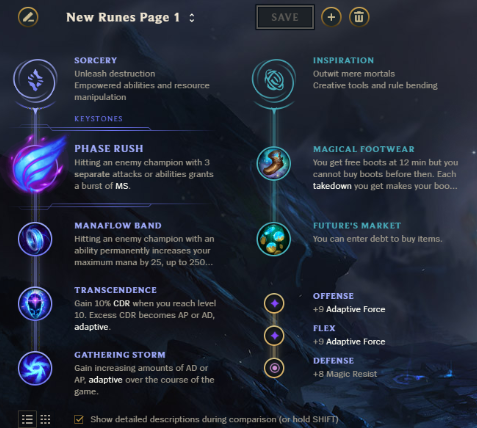 New Runes Page 1
SAVE
SORCERY
Unleash destruction
Empowered abilities and resource
manipulation
KEYSTONES
PHASE RUSH
Hitting an enemy champion with 3
separate attacks or abilities grants
a burst of MS.
MANAFLOW BAND
Hitting an enemy champion with an
ability permanently increases your
maximum mana by 25, up to 250...
TRANSCENDENCE
Gain 10% CDR when you reach level
10. Excess CDR becomes AP or AD,
adaptive.
GATHERING STORM
Gain increasing amounts of AD or
AP, adaptive over the course of the
game.
INSPIRATION
Outwit mere mortals
Creative tools and rule bending
MAGICAL FOOTWEAR
You get free boots at 12 min but you
cannot buy boots before then. Each
takedown you get makes your boo...
FUTURE'S MARKET
You can enter debt to buy items.
OFFENSE
+9 Adaptive Force
FLEX
+9 Adaptive Force
DEFENSE
+8 Magic Resist
Show detailed descriptions during comparison (or hold SHIFT)